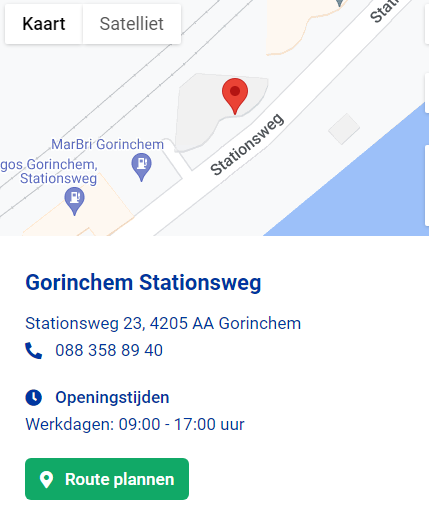 Kaart
Satelliet
Stationsweg
MarBri Gorinchem
gos Gorinchem,
Stationsweg
Gorinchem Stationsweg
Stationsweg 23, 4205 AA Gorinchem
088 358 89 40
Openingstijden
Werkdagen: 09:00 - 17:00 uur
Route plannen